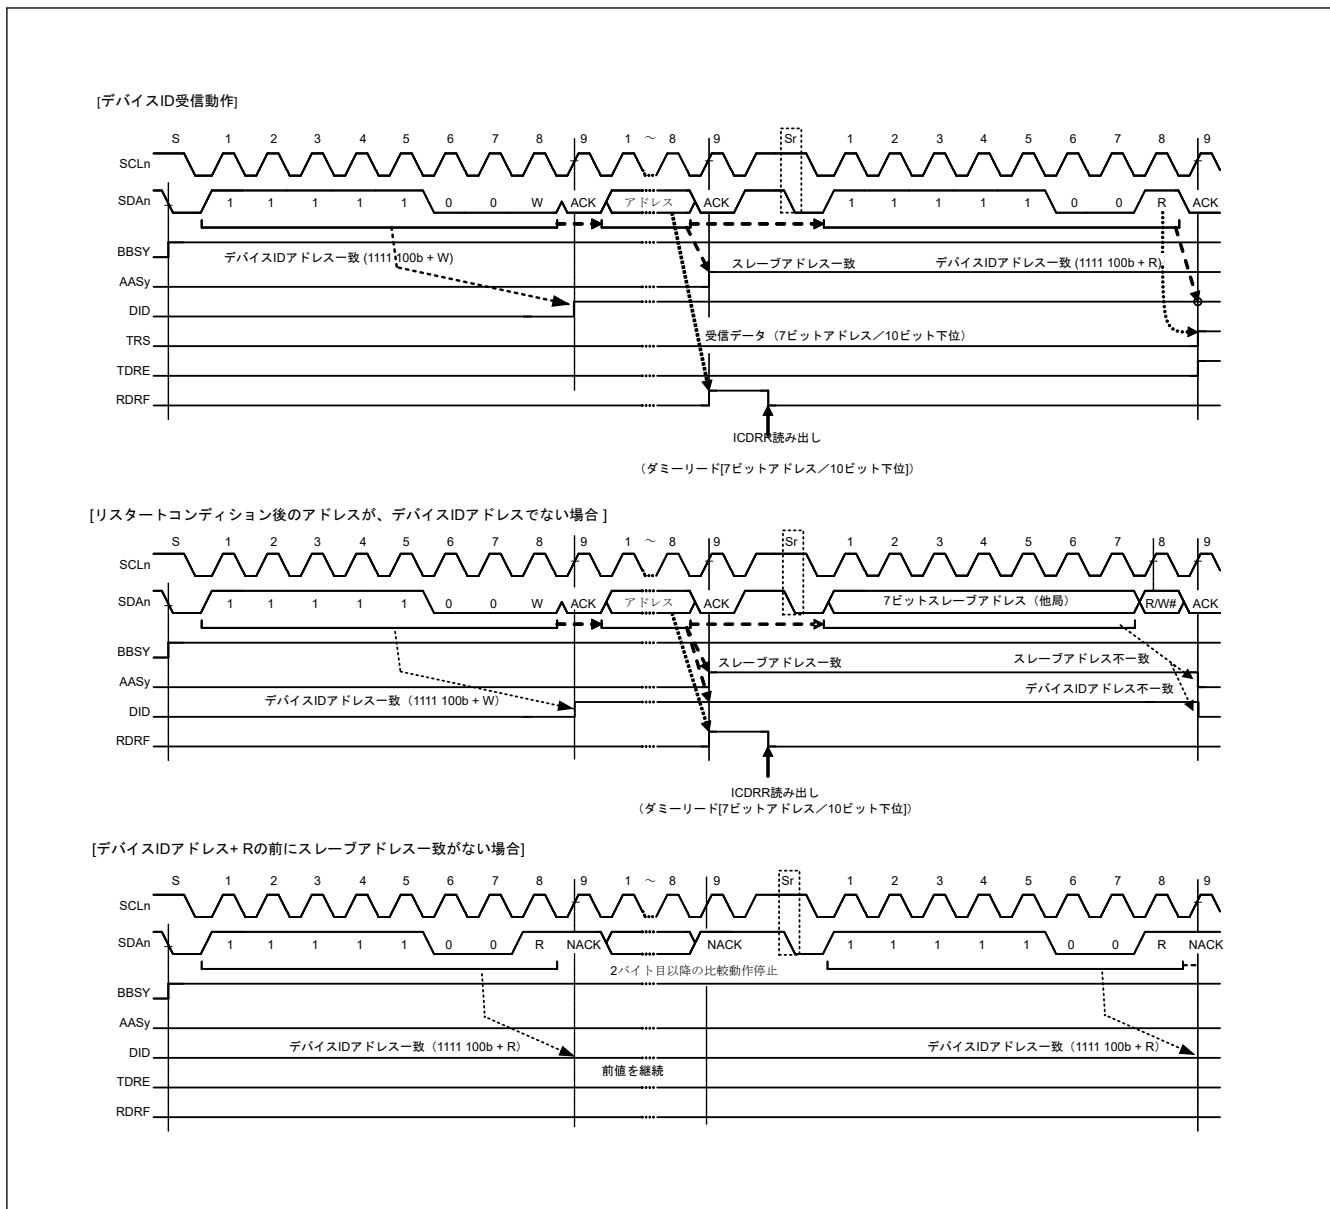 [デバイスID受信動作]
S 1 2 3 4 5 6 7 8 9 1 ~ 8 9 Sr 1 2 3 4 5 6 7 8 9
SCLn
SDAn 1 1 1 1 1 0 0 W ACK アドレス ACK 1 1 1 1 1 0 0 R ACK
BBSY デバイスIDアドレス一致 (1111 100b + W) スレーブアドレス一致 デバイスIDアドレス一致 (1111 100b + R)
AASy
DID
TRS 受信データ（7ビットアドレス／10ビット下位）
TDRE
RDRF
ICDRR読み出し
（ダミーリード[7ビットアドレス／10ビット下位]）
[リスタートコンディション後のアドレスが、デバイスIDアドレスでない場合 ]
S 1 2 3 4 5 6 7 8 9 1 ~ 8 9 Sr 1 2 3 4 5 6 7 8 9
SCLn
SDAn 1 1 1 1 1 0 0 W ACK アドレス ACK 7ビットスレーブアドレス（他局） R/W# ACK
BBSY スレーブアドレス一致 スレーブアドレス不一致
AASy デバイスIDアドレス一致（1111 100b + W） デバイスIDアドレス不一致
DID
RDRF
ICDRR読み出し
（ダミーリード[7ビットアドレス／10ビット下位]）
[デバイスIDアドレス+ Rの前にスレーブアドレス一致がない場合]
S 1 2 3 4 5 6 7 8 9 1 ~ 8 9 Sr 1 2 3 4 5 6 7 8 9
SCLn
SDAn 1 1 1 1 1 0 0 R NACK NACK 1 1 1 1 1 0 0 R NACK
2バイト目以降の比較動作停止
BBSY
AASy
DID デバイスIDアドレス一致（1111 100b + R） デバイスIDアドレス一致（1111 100b + R）
前値を継続
TDRE
RDRF